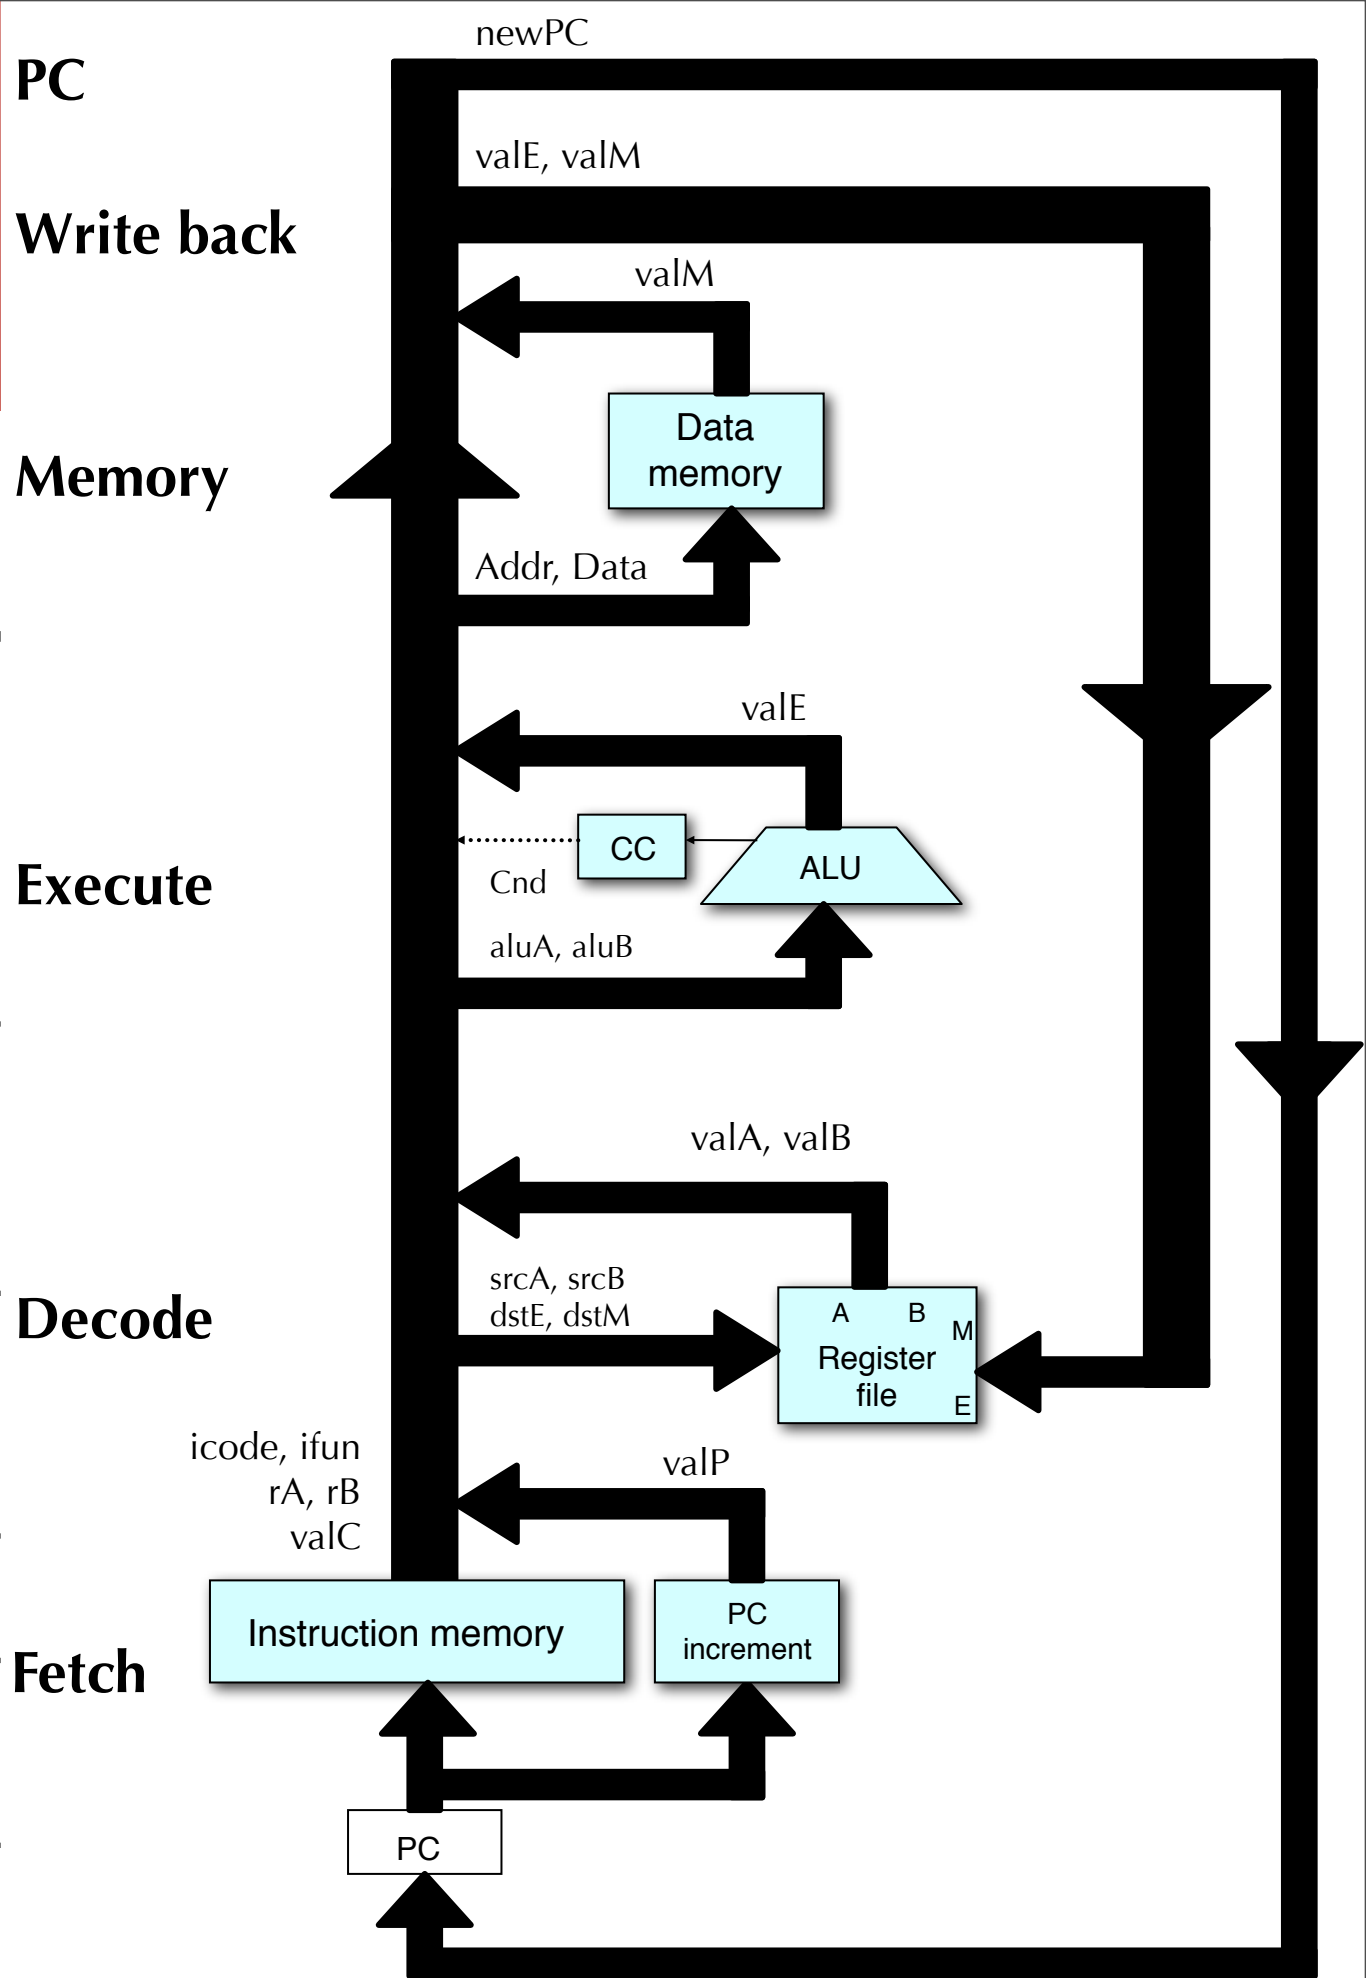 newPC
PC
valE, valM
Write back
valM
Data
memory
Memory
Addr, Data
valE
CC
ALU
Execute
Cnd
aluA, aluB
valA, valB
srcA, srcB
dstE, dstM
Decode
A B
M
Register
file
E
icode, ifun
rA, rB
valC
valP
Instruction memory
PC
increment
Fetch
PC